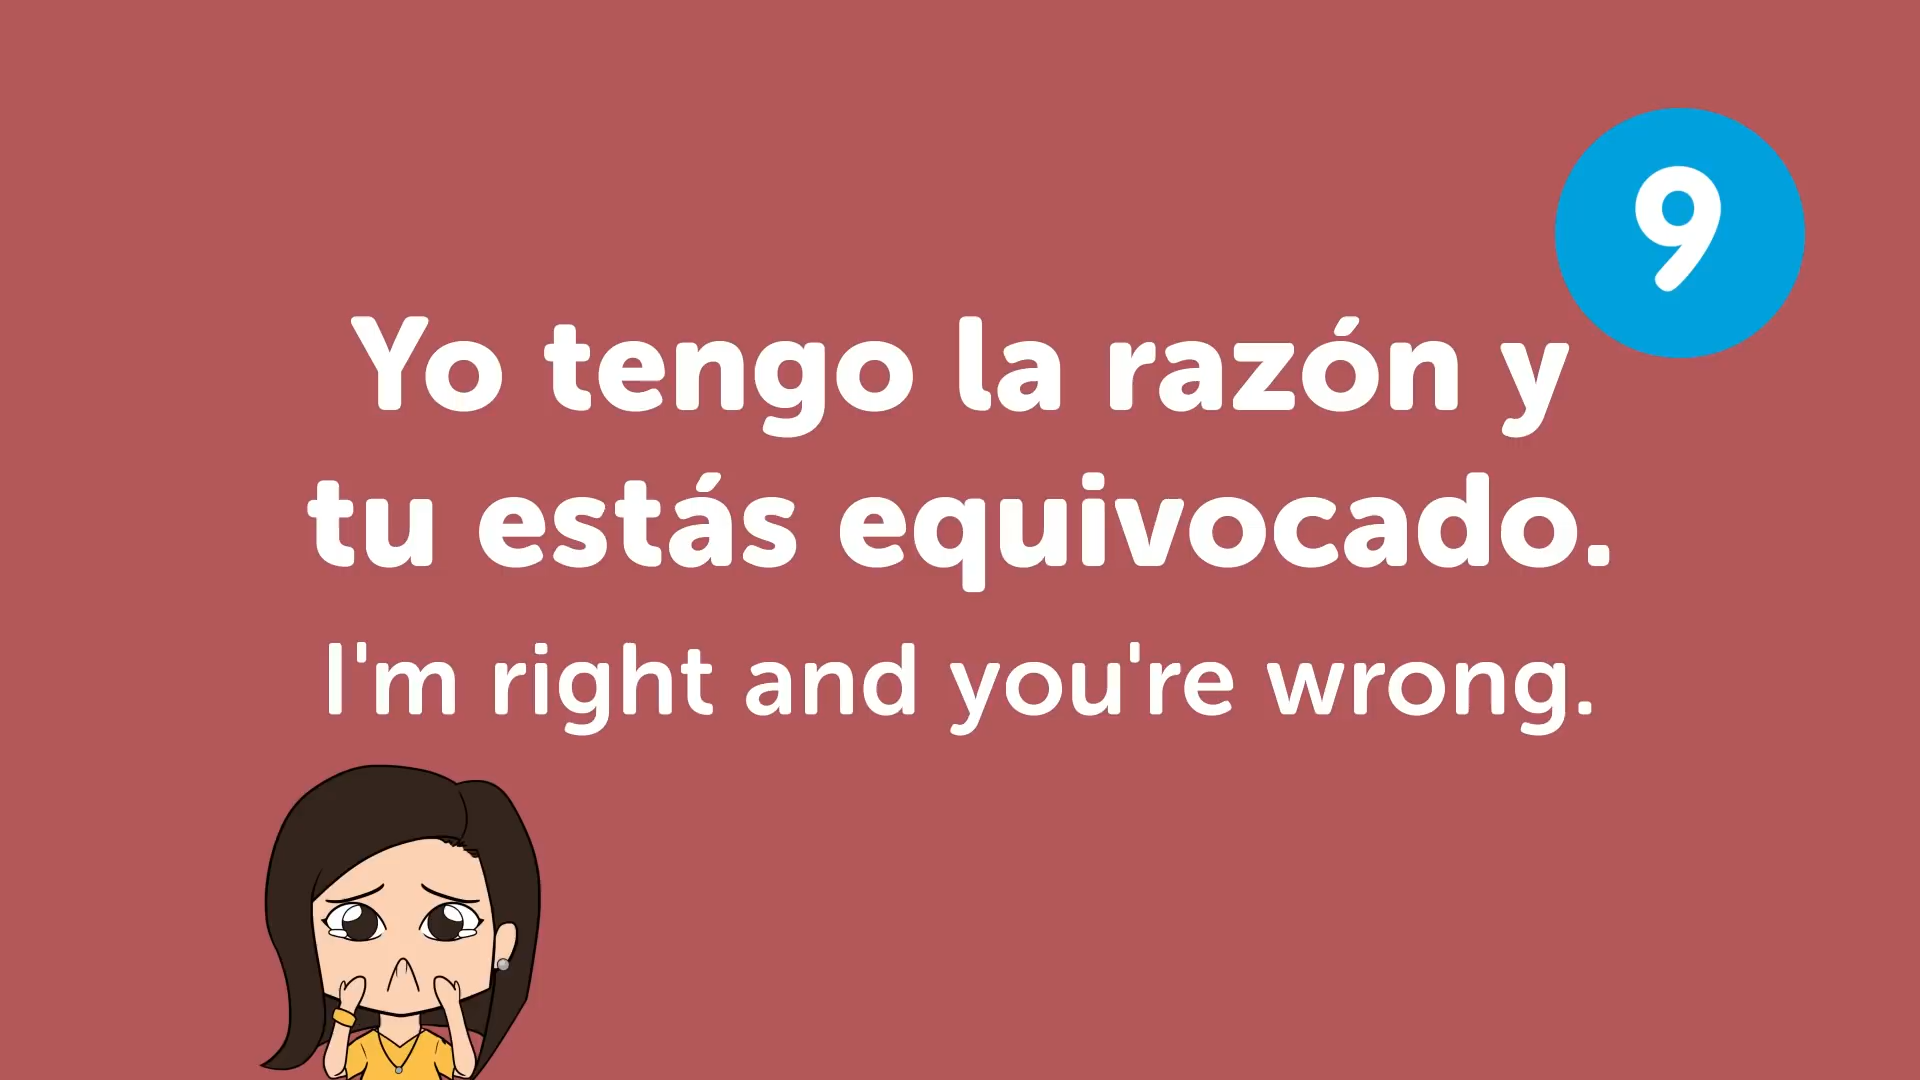 9
Yo tengo la razón y
tu estás equivocado.
I'm right and you're wrong.